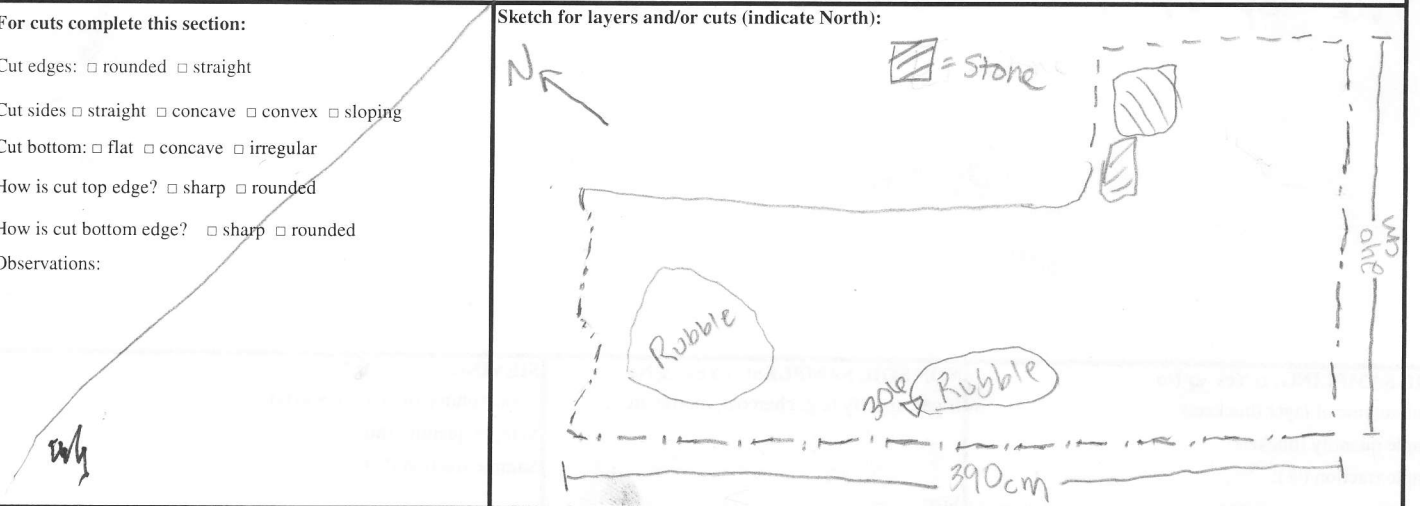 For cuts complete this section:
Cut edges: □ rounded □ straight
Cut sides □ straight □ concave □ convex □ sloping
Cut bottom: □ flat □ concave □ irregular
How is cut top edge? □ sharp □ rounded
How is cut bottom edge? □ sharp □ rounded
Observations:
Sketch for layers and/or cuts (indicate North):
N
= Stone
Rubble
Rubble
390cm
240
cm